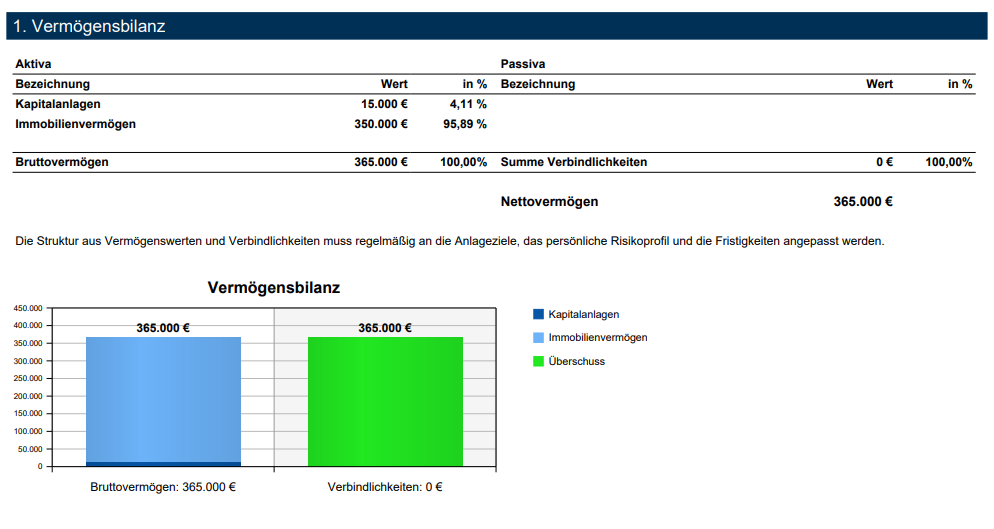 1. Vermögensbilanz
Aktiva Passiva
Bezeichnung Wert in % Bezeichnung Wert in %
Kapitalanlagen 15.000 € 4,11 %
Immobilienvermögen 350.000 € 95,89 %
Bruttovermögen 365.000 € 100,00% Summe Verbindlichkeiten 0 € 100,00%
Nettovermögen 365.000 €
Die Struktur aus Vermögenswerten und Verbindlichkeiten muss regelmäßig an die Anlageziele, das persönliche Risikoprofil und die Fristigkeiten angepasst werden.
Vermögensbilanz
450.000
400.000
350.000
300.000
250.000
200.000
150.000
100.000
50.000
0
365.000 € 365.000 €
Bruttovermögen: 365.000 € Verbindlichkeiten: 0 €
Kapitalanlagen
Immobilienvermögen
Überschuss